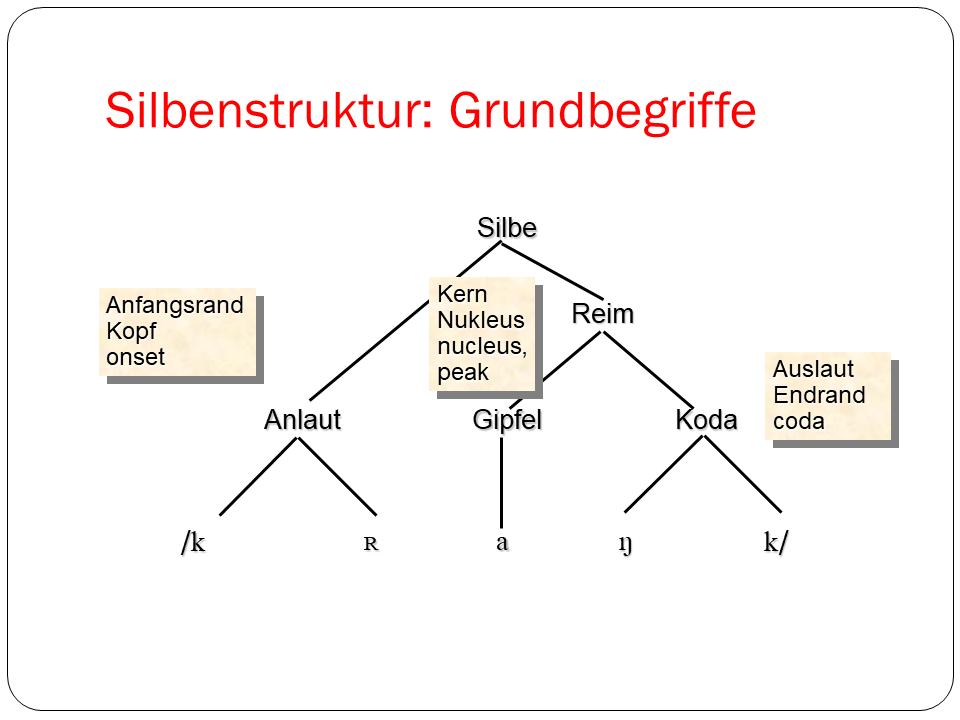 Silbenstruktur: Grundbegriffe
Silbe
Anfangsrand
Kopf
onset
Kern
Nukleus
nucleus,
peak
Reim
Auslaut
Endrand
coda
Anlaut Gipfel Koda
/k ʀ a ŋ k/